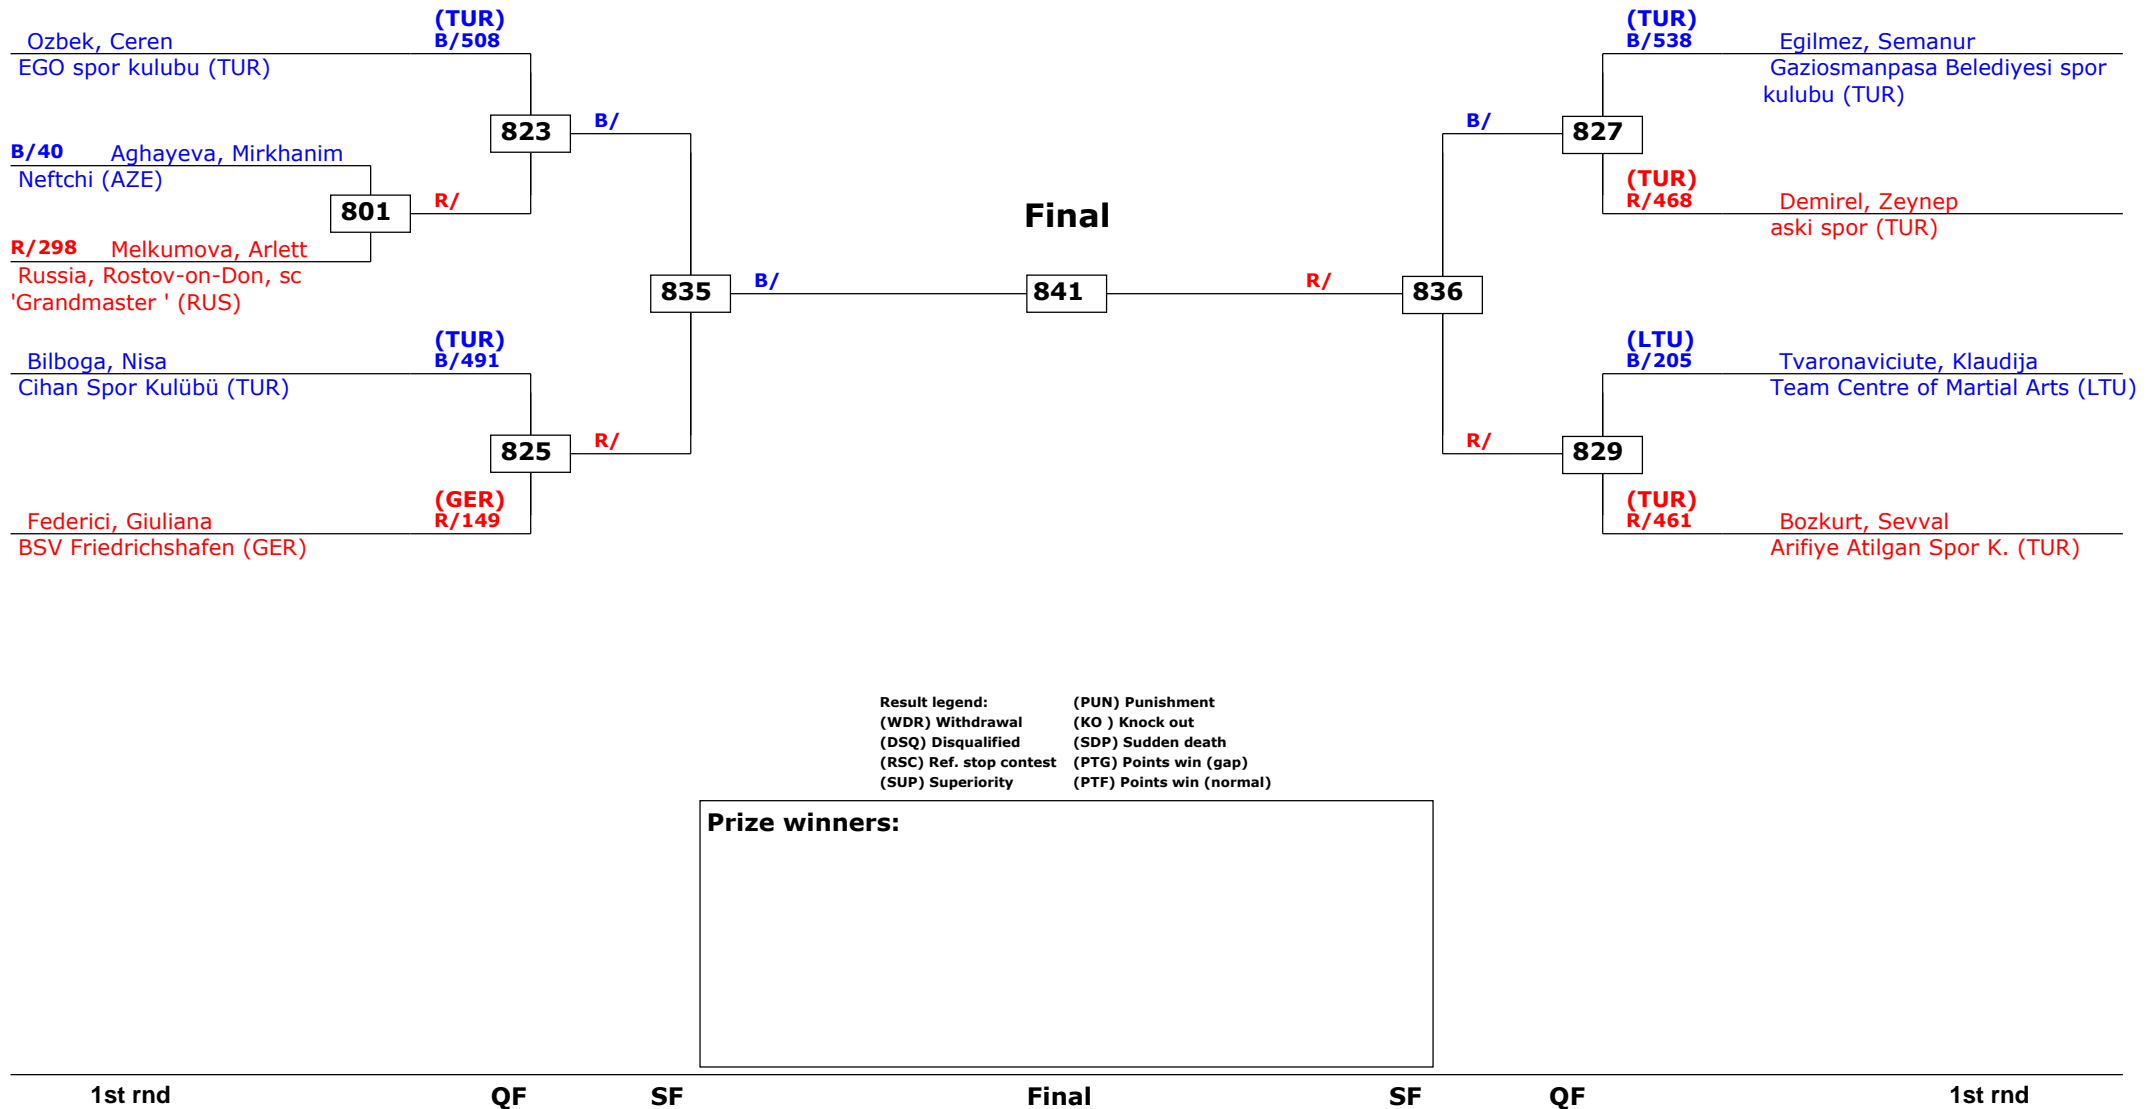 (TUR)
Ozbek, Ceren B/508
EGO spor kulubu (TUR)
823 B/
B/40 Aghayeva, Mirkhanim
Neftchi (AZE)
801 R/
R/298 Melkumova, Arlett
Russia, Rostov-on-Don, sc
'Grandmaster ' (RUS)
835 B/
(TUR)
Bilboga, Nisa B/491
Cihan Spor Kulübü (TUR)
825 R/
(GER)
Federici, Giuliana R/149
BSV Friedrichshafen (GER)
Final
841
(TUR)
B/538 Egilmez, Semanur
Gaziosmanpasa Belediyesi spor
kulubu (TUR)
B/ 827
(TUR)
R/468 Demirel, Zeynep
aski spor (TUR)
R/ 836
(LTU)
B/205 Tvaronaviciute, Klaudija
Team Centre of Martial Arts (LTU)
R/ 829
(TUR)
R/461 Bozkurt, Sevval
Arifiye Atilgan Spor K. (TUR)
Result legend: (PUN) Punishment
(WDR) Withdrawal (KO ) Knock out
(DSQ) Disqualified (SDP) Sudden death
(RSC) Ref. stop contest (PTG) Points win (gap)
(SUP) Superiority (PTF) Points win (normal)
Prize winners:
1st rnd QF SF Final SF QF 1st rnd